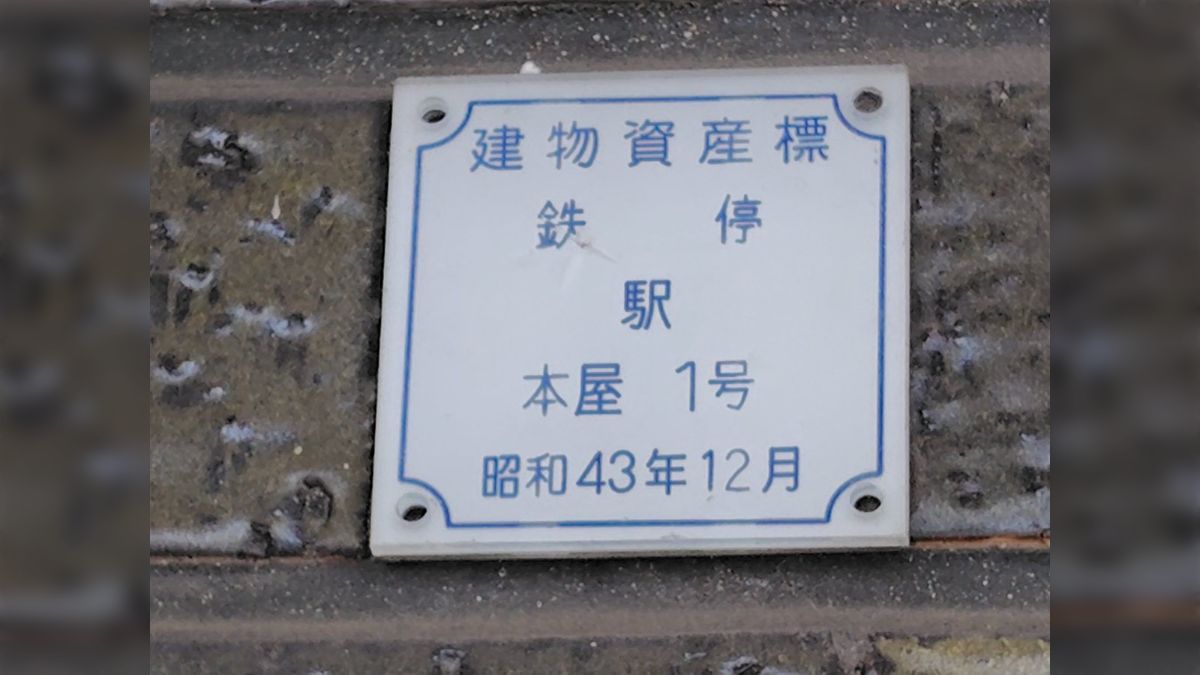 建物資産標
鉄　停
駅
本屋　1号
昭和43年12月